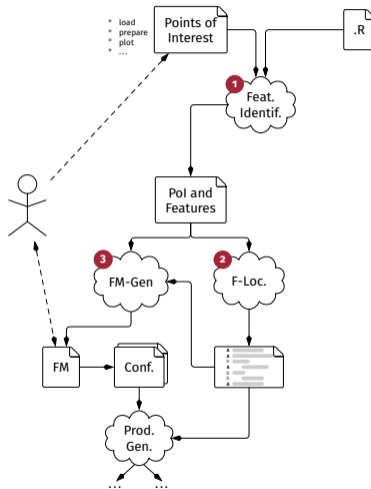 load
prepare
plot
...
Points of
Interest
.R
1
Feat.
Identif.
PoI and
Features
3
FM-Gen
2
F-Loc.
FM
Conf.
Prod.
Gen.
...
...